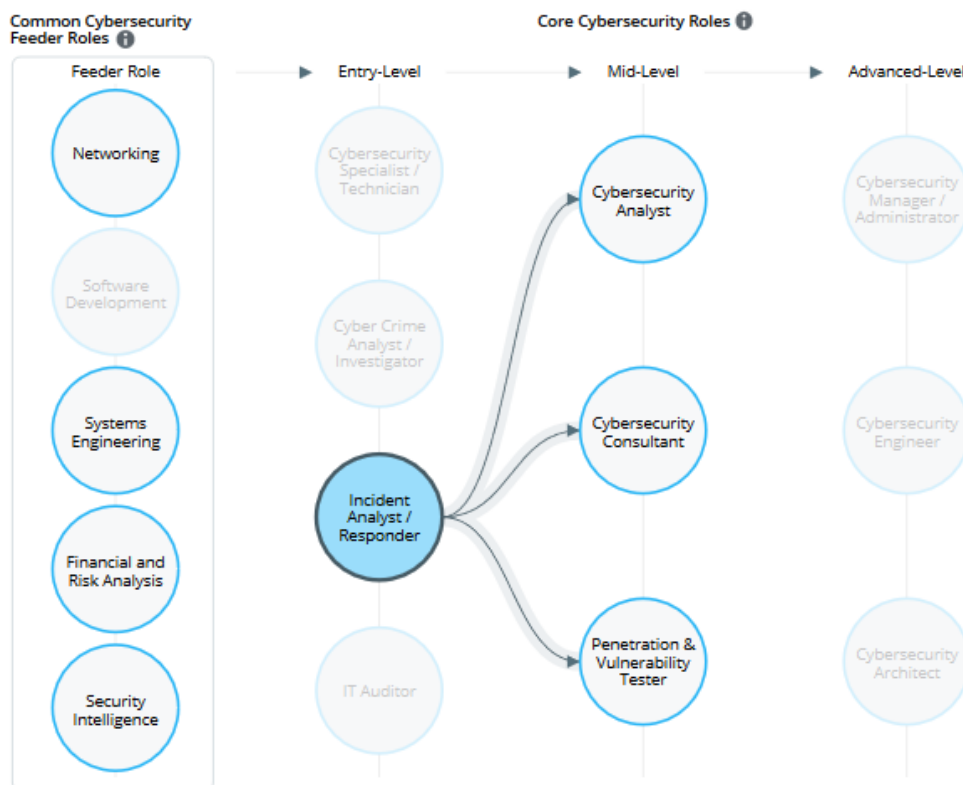 Common Cybersecurity
Feeder Roles
Core Cybersecurity Roles
Feeder Role
Entry-Level
Mid-Level
Advanced-Level
Networking
Software
Development
Systems
Engineering
Financial and
Risk Analysis
Security
Intelligence
Cybersecurity
Specialist /
Technician
Cyber Crime
Analyst /
Investigator
Incident
Analyst /
Responder
IT Auditor
Cybersecurity
Analyst
Cybersecurity
Consultant
Penetration &
Vulnerability
Tester
Cybersecurity
Manager /
Administrator
Cybersecurity
Engineer
Cybersecurity
Architect